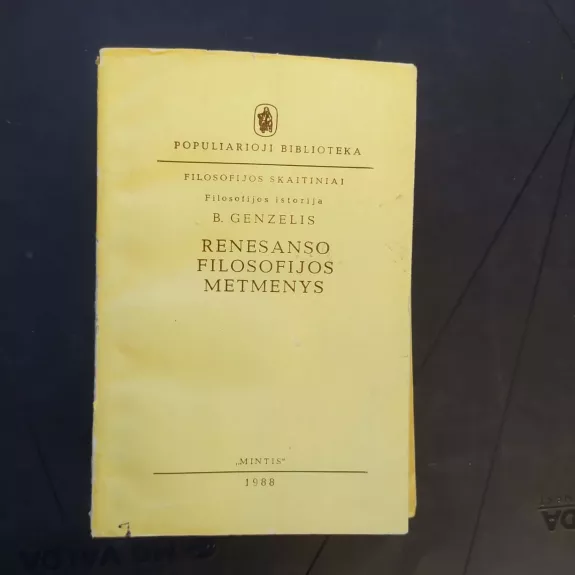 POPULIARIOJI BIBLIOTEKA
FILOSOFIJOS SKAITINIAI
Filosofijos istorija
B. GENZELIS
RENESANSO
FILOSOFIJOS
METMENYS
„MINTIS“
1988